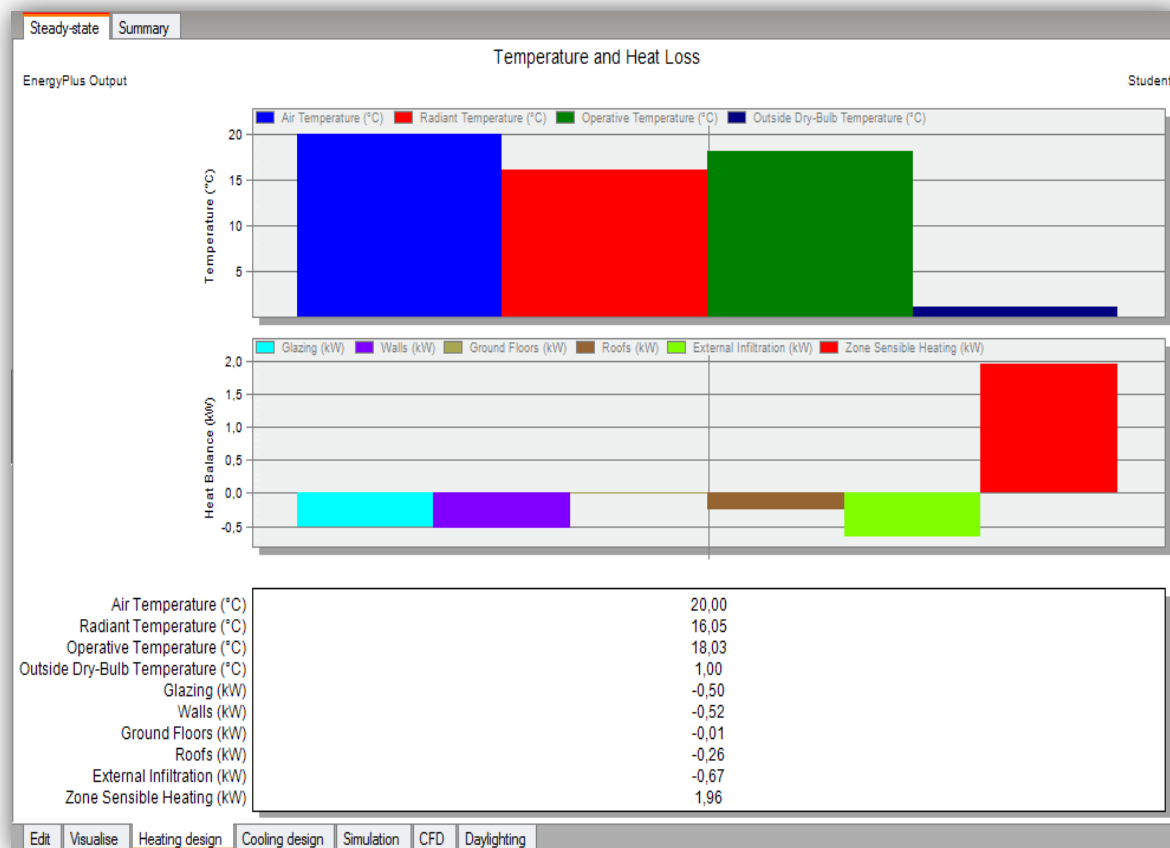 Steady-state Summary
Temperature and Heat Loss
EnergyPlus Output Student
Air Temperature (°C) Radiant Temperature (°C) Operative Temperature (°C) Outside Dry-Bulb Temperature (°C)
20
15
10
5
Temperature (°C)
Glazing (kW) Walls (kW) Ground Floors (kW) Roofs (kW) External Infiltration (kW) Zone Sensible Heating (kW)
2,0
1,5
1,0
0,5
0,0
-0,5
Heat Balance (kW)
Air Temperature (°C) 20,00
Radiant Temperature (°C) 16,05
Operative Temperature (°C) 18,03
Outside Dry-Bulb Temperature (°C) 1,00
Glazing (kW) -0,50
Walls (kW) -0,52
Ground Floors (kW) -0,01
Roofs (kW) -0,26
External Infiltration (kW) -0,67
Zone Sensible Heating (kW) 1,96
Edit Visualise Heating design Cooling design Simulation CFD Daylighting